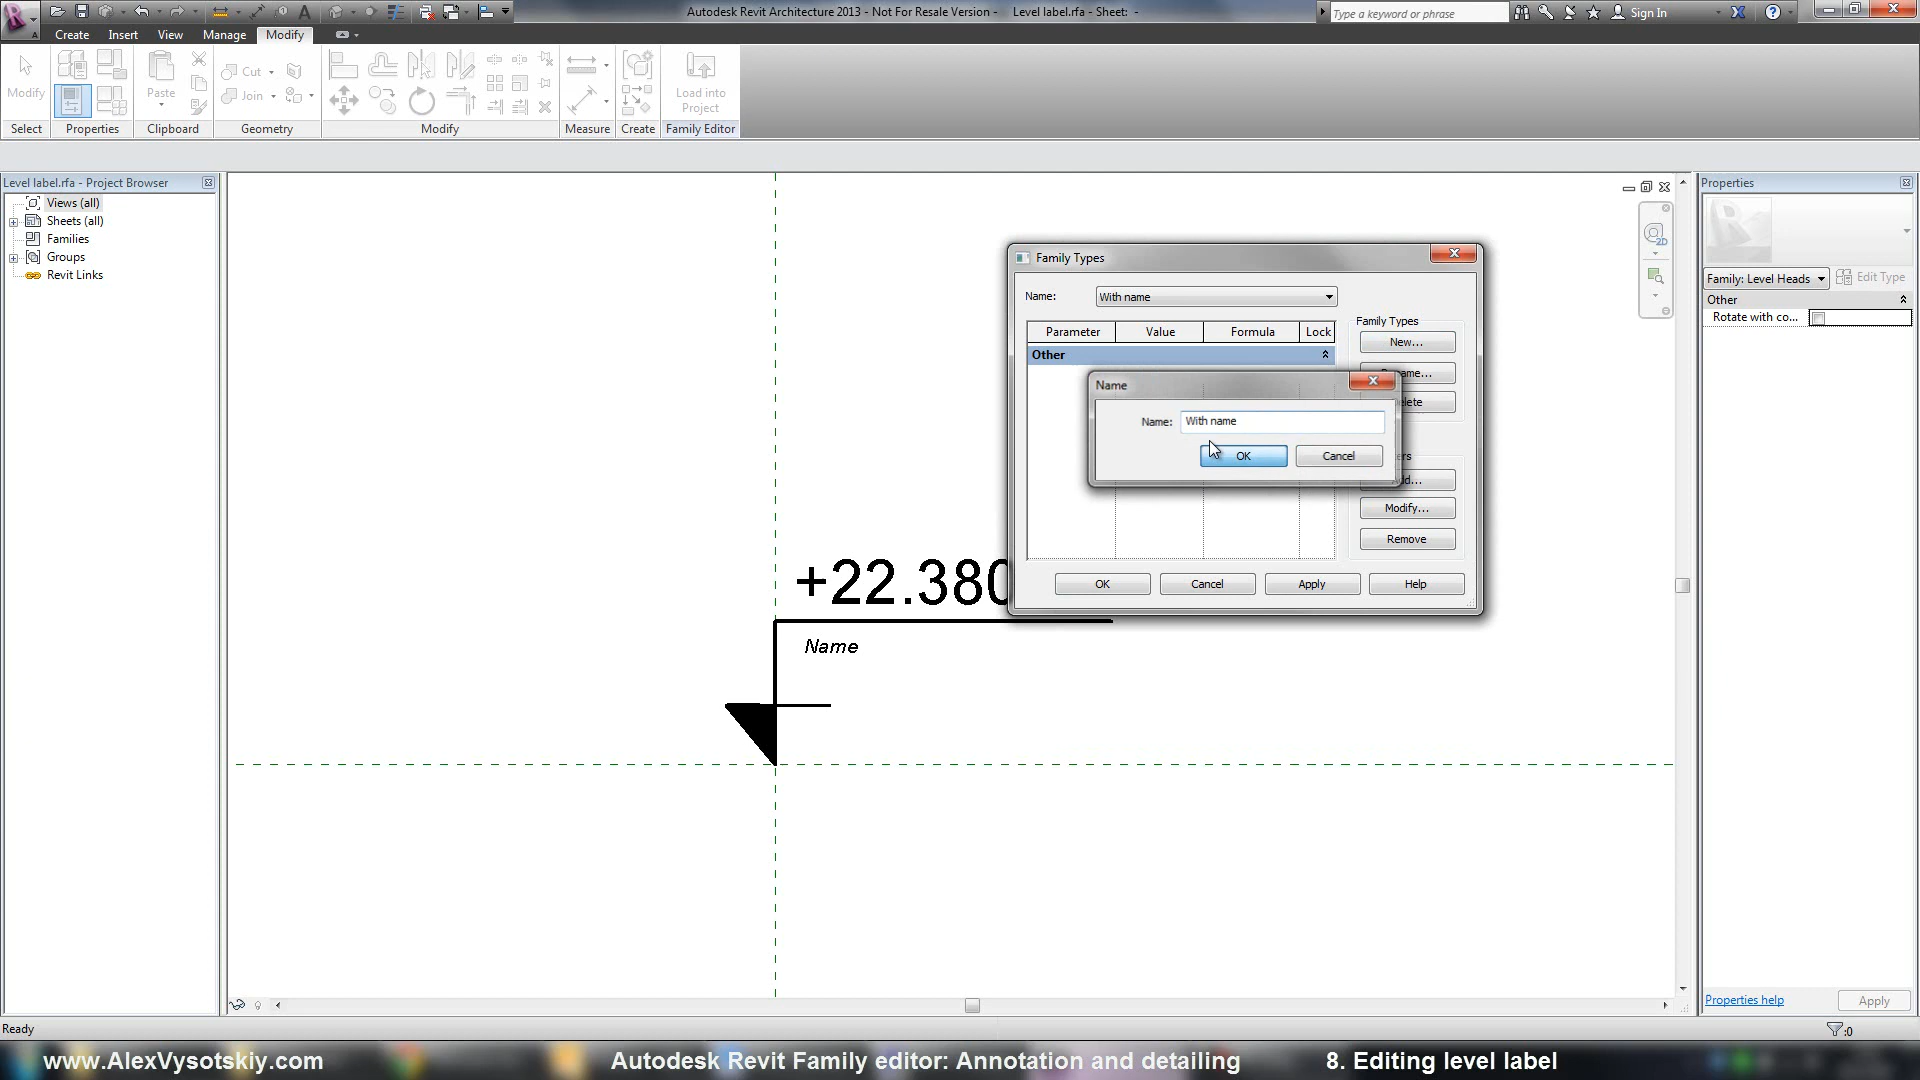 Autodesk Revit Architecture 2013 - Not For Resale Version - Level label.rfa - Sheet: -
Type a keyword or phrase
Sign In
Create Insert View Manage Modify
Modify
Paste
Cut
Join
Load into
Project
Select Properties Clipboard Geometry Modify Measure Create Family Editor
Level label.rfa - Project Browser
Views (all)
Sheets (all)
Families
Groups
Revit Links
Properties
Family: Level Heads
Edit Type
Other
Rotate with co...
Properties help
Apply
Family Types
Name: With name
Parameter Value Formula Lock
Other
Family Types
New...
Modify...
Remove
OK Cancel Apply Help
Name
Name: With name
OK Cancel
+22.380
Name
Ready
:0
www.AlexVysotskiy.com
Autodesk Revit Family editor: Annotation and detailing
8. Editing level label